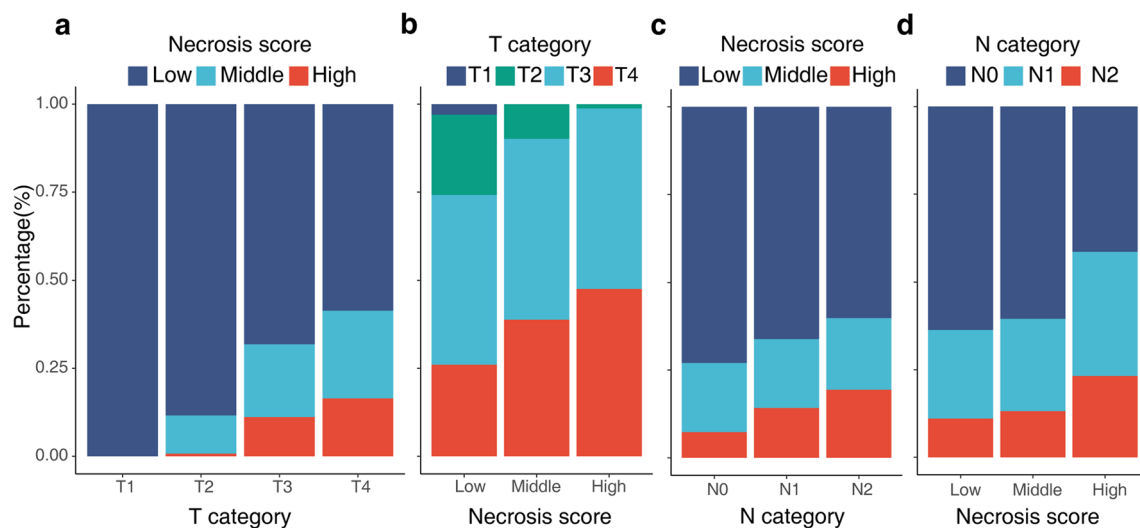 a
Necrosis score
Low Middle High
Percentage(%)
1.00
0.75
0.50
0.25
0.00
T1 T2 T3 T4
T category
b
T category
T1 T2 T3 T4
Low Middle High
Necrosis score
c
Necrosis score
Low Middle High
N0 N1 N2
N category
d
N category
N0 N1 N2
Low Middle High
Necrosis score